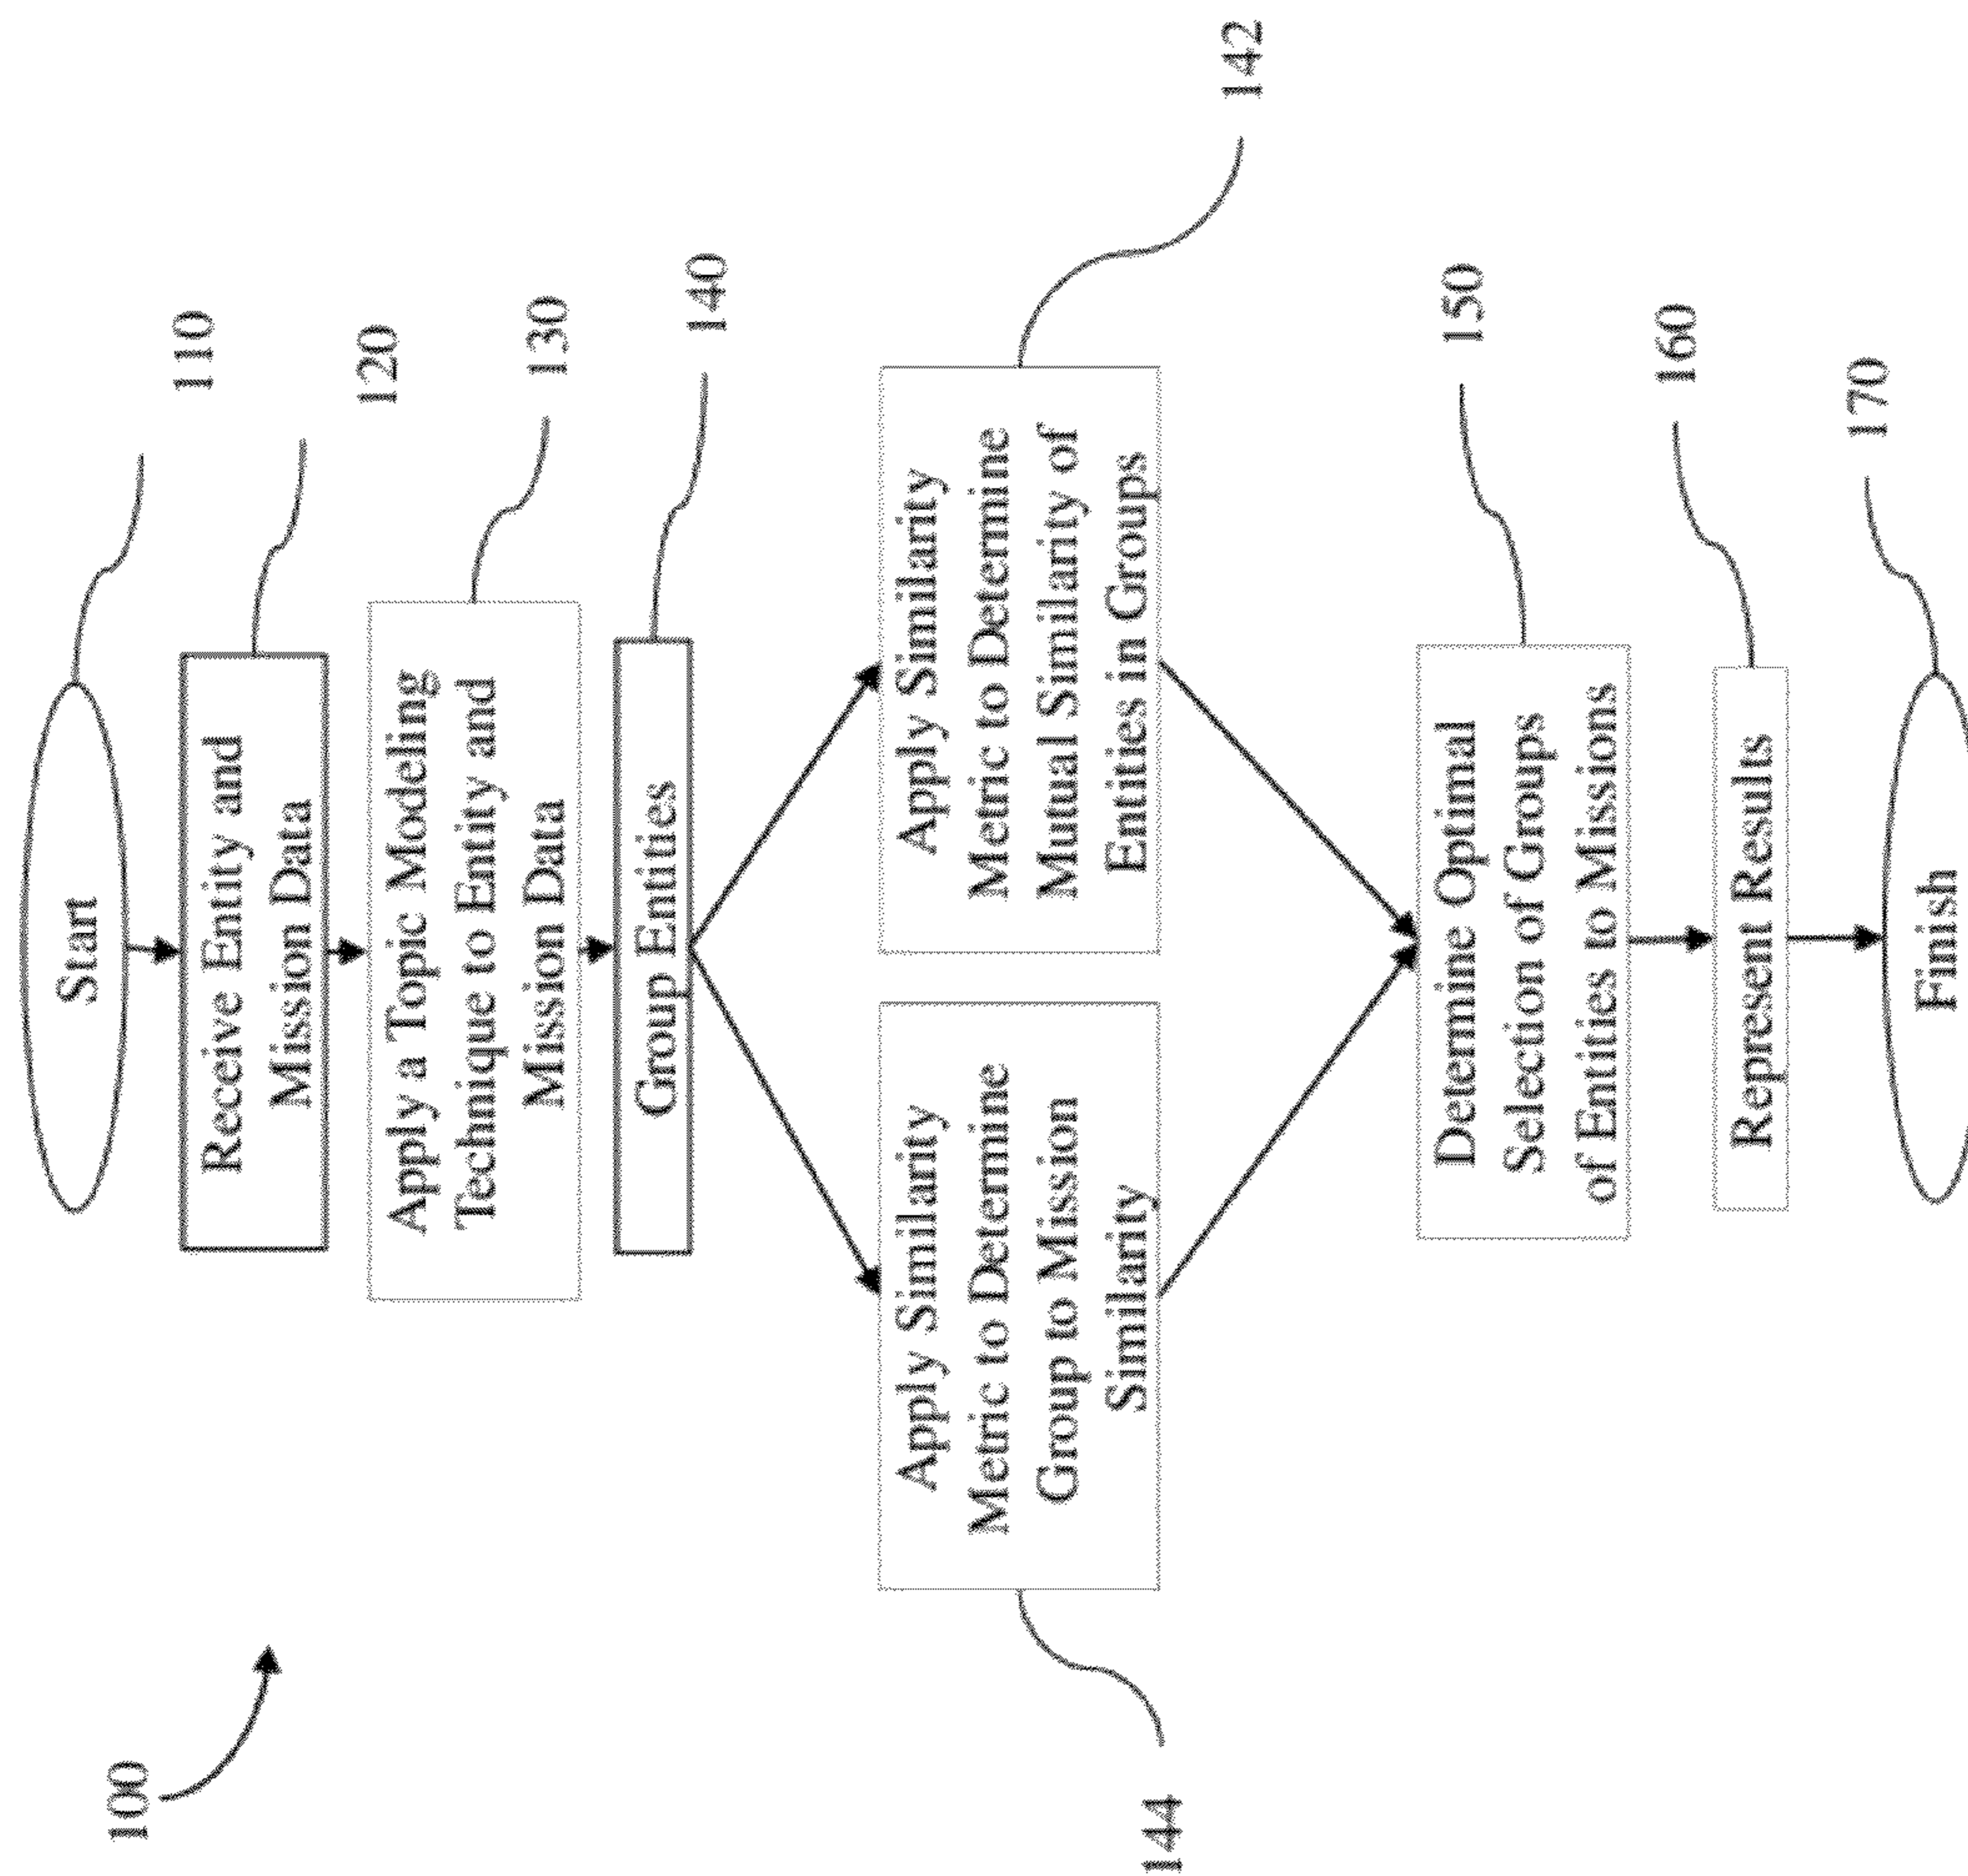 100
Start
110
Receive Entity and
Mission Data
120
Apply a Topic Modeling
Technique to Entity and
Mission Data
130
Group Entities
140
Apply Similarity
Metric to Determine
Group to Mission
Similarity
144
Apply Similarity
Metric to Determine
Mutual Similarity of
Entities in Groups
142
Determine Optimal
Selection of Groups
of Entities to Missions
150
Represent Results
160
Finish
170